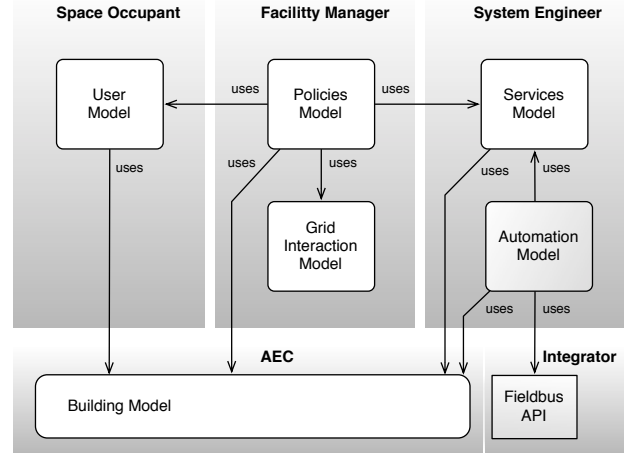 Space Occupant
Facilitty Manager
System Engineer
User
Model
uses
Policies
Model
uses
Services
Model
uses
uses
uses
uses
uses
Grid
Interaction
Model
Automation
Model
uses
uses
AEC
Integrator
Building Model
Fieldbus
API